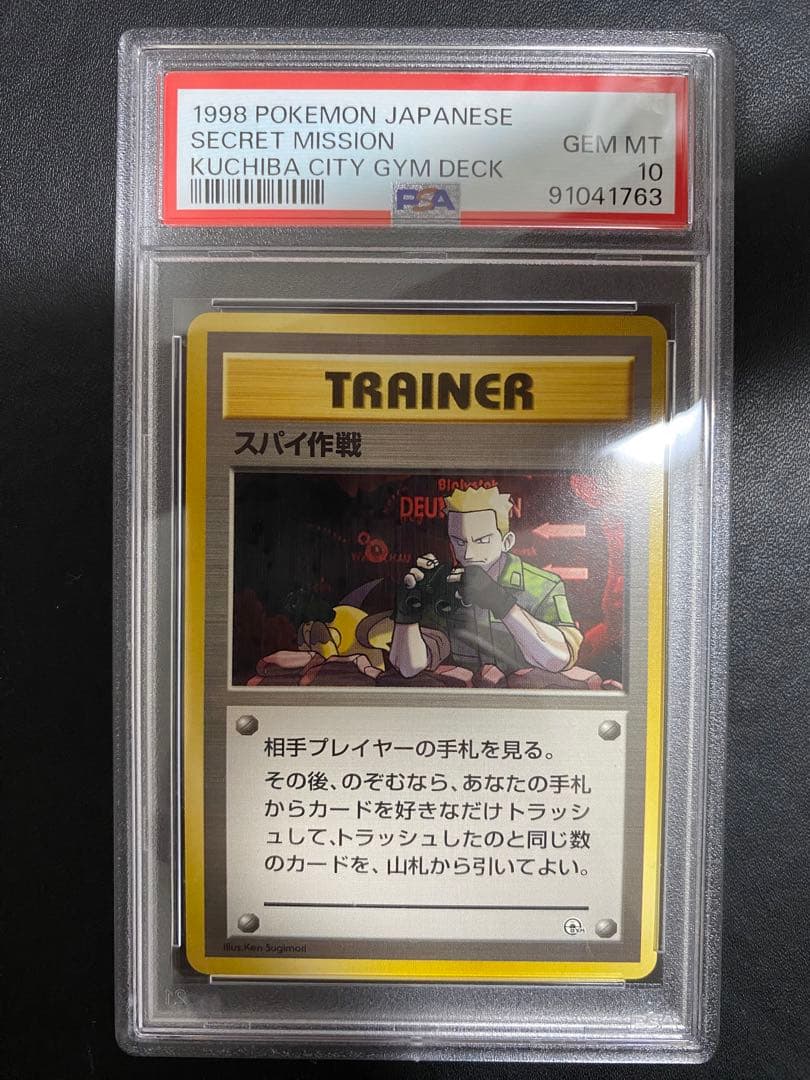 1998 POKEMON JAPANESE
SECRET MISSION GEM MT
KUCHIBA CITY GYM DECK 10
PSA 91041763
TRAINER
スパイ作戦
Bialystok
相手プレイヤーの手札を見る。
その後、のぞむなら、あなたの手札
からカードを好きなだけトラッシ
ュして、トラッシュしたのと同じ数
のカードを、山札から引いてよい。
GYM
Illus. Ken Sugimori
PSA